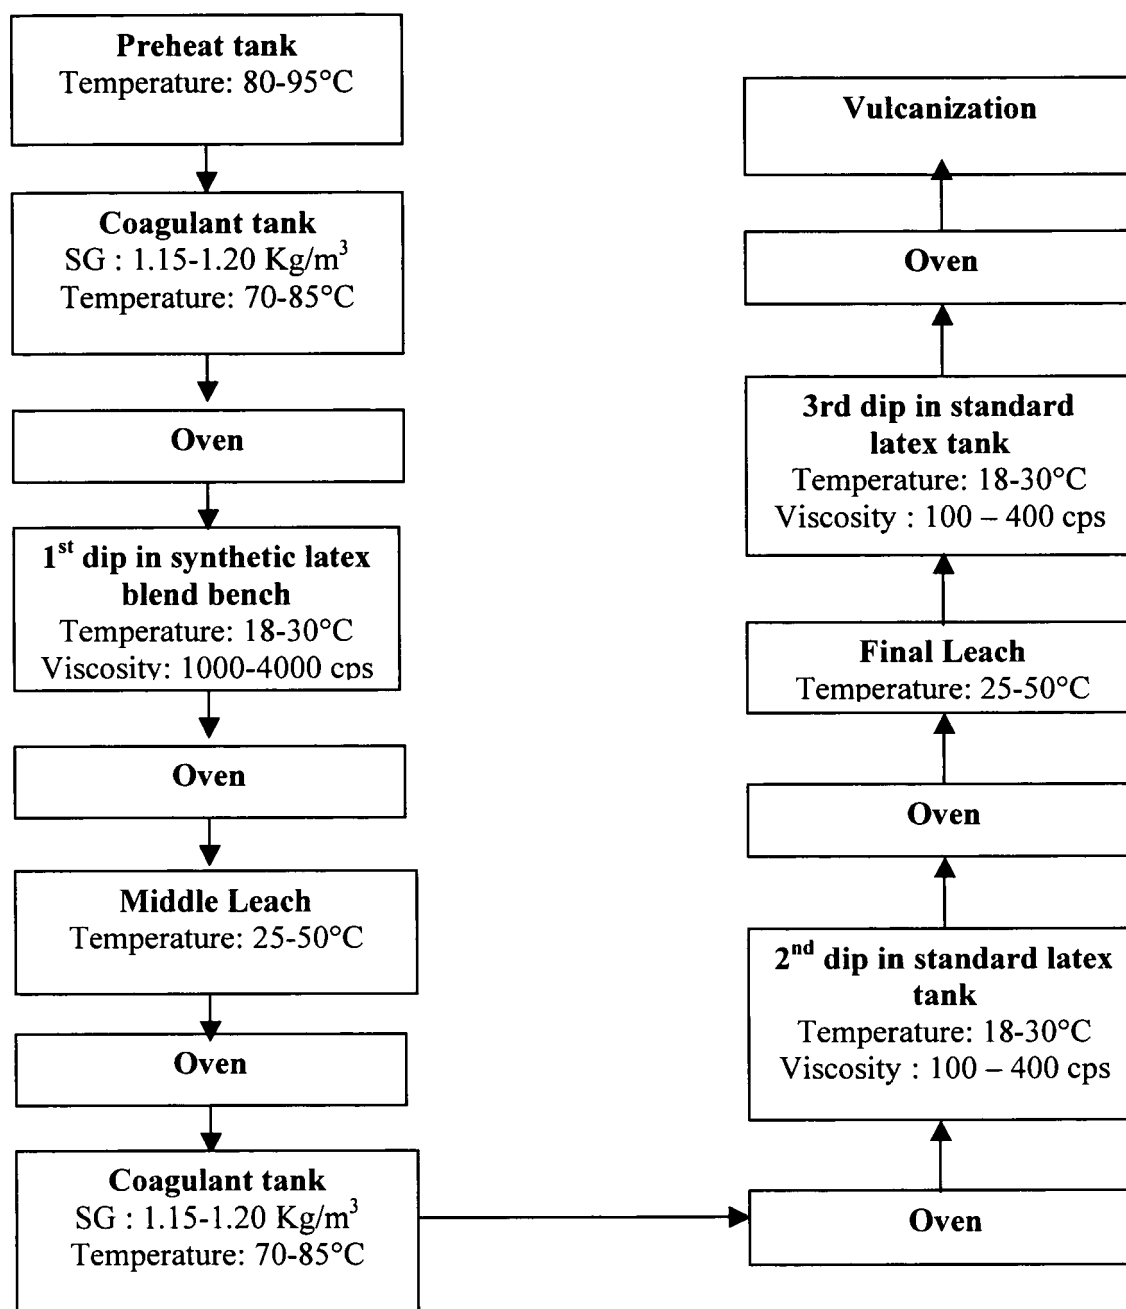 Preheat tank
Temperature: 80-95°C
Coagulant tank
SG : 1.15-1.20 Kg/m³
Temperature: 70-85°C
Oven
1st dip in synthetic latex
blend bench
Temperature: 18-30°C
Viscosity: 1000-4000 cps
Oven
Middle Leach
Temperature: 25-50°C
Oven
Coagulant tank
SG : 1.15-1.20 Kg/m³
Temperature: 70-85°C
Oven
2nd dip in standard latex
tank
Temperature: 18-30°C
Viscosity : 100 – 400 cps
Oven
Final Leach
Temperature: 25-50°C
3rd dip in standard
latex tank
Temperature: 18-30°C
Viscosity : 100 – 400 cps
Oven
Vulcanization